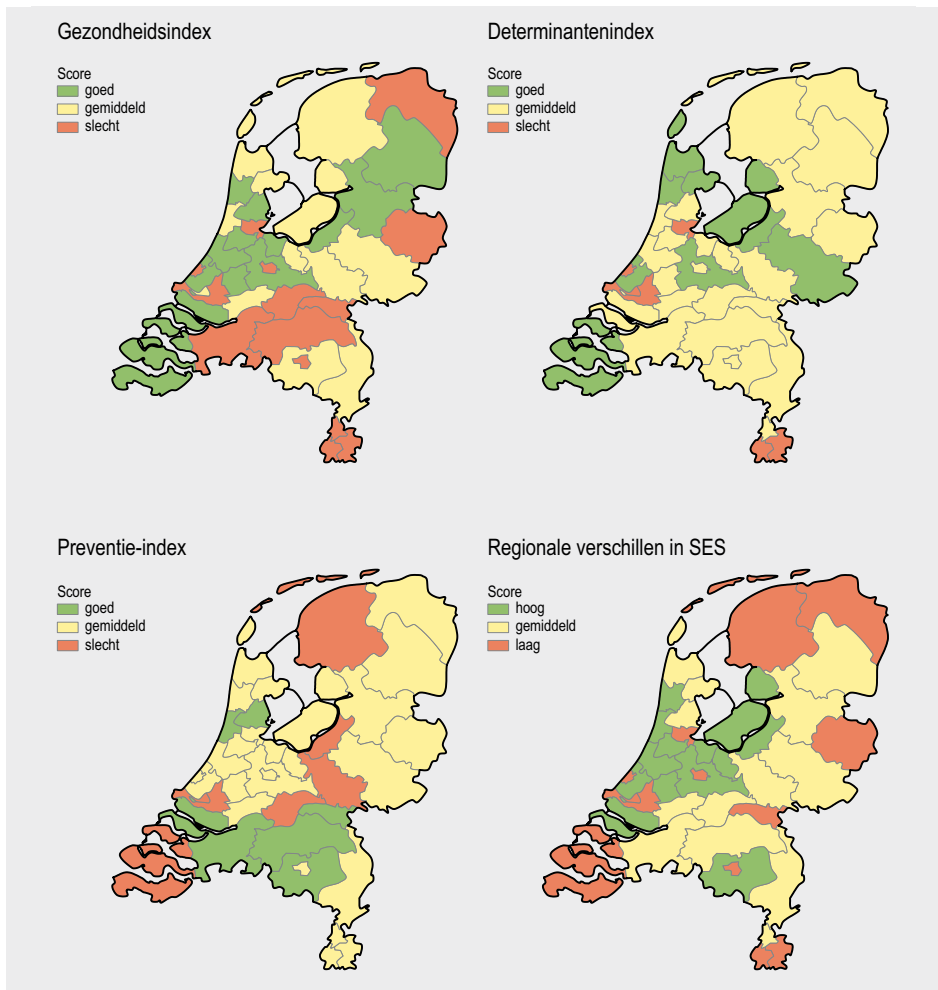 Gezondheidsindex
Score
goed
gemiddeld
slecht
Determinantenindex
Score
goed
gemiddeld
slecht
Preventie-index
Score
goed
gemiddeld
slecht
Regionale verschillen in SES
Score
hoog
gemiddeld
laag